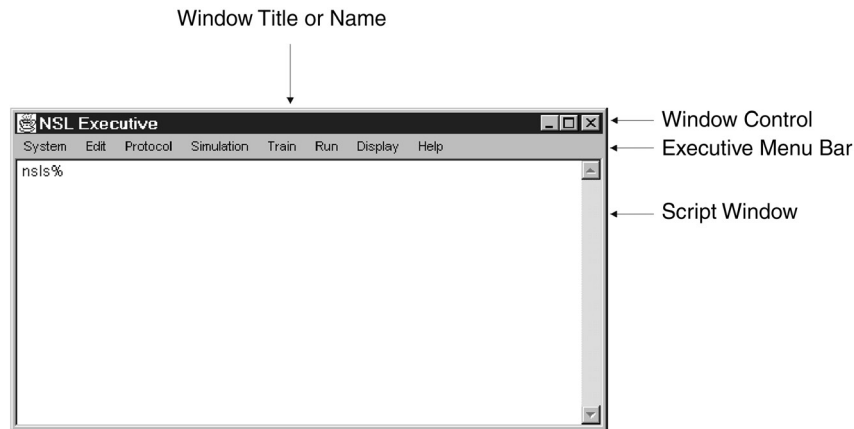 Window Title or Name
NSL Executive
Window Control
System Edit Protocol Simulation Train Run Display Help
Executive Menu Bar
nsls%
Script Window